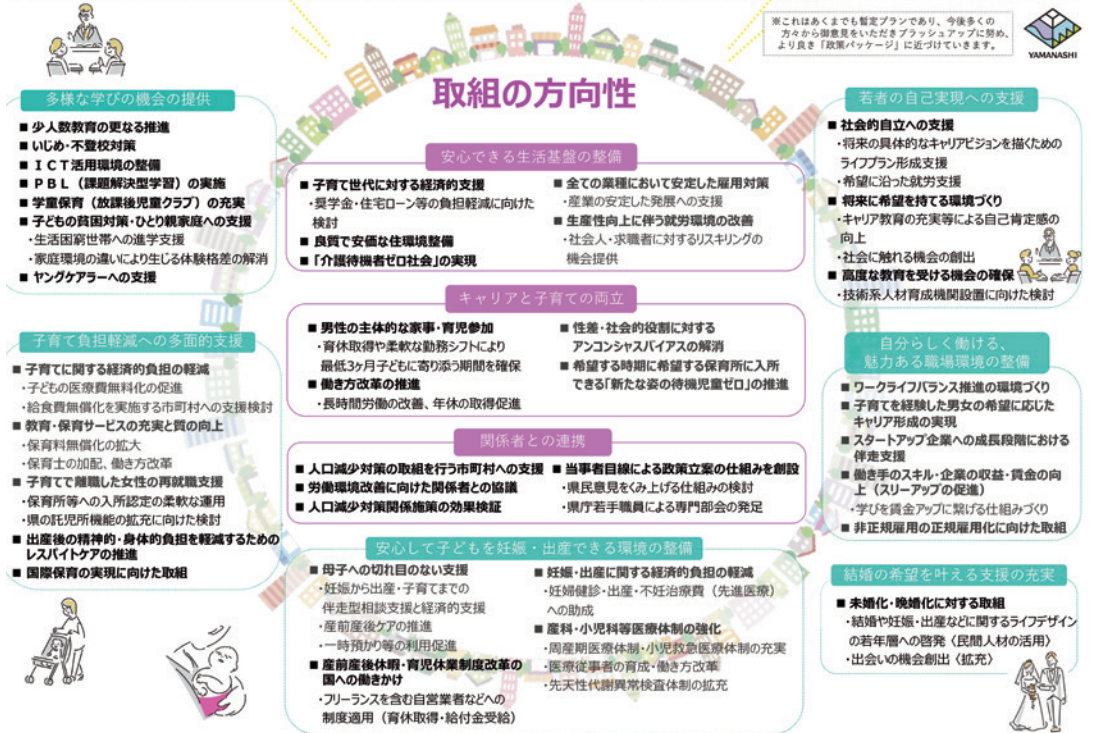 ※これはあくまでも暫定プランであり、今後多くの
方々から御意見をいただきブラッシュアップに努め、
より良き「政策パッケージ」に近づけていきます。
YAMANASHI
取組の方向性
多様な学びの機会の提供
■ 少人数教育の更なる推進
■ いじめ・不登校対策
■ ＩＣＴ活用環境の整備
■ ＰＢＬ（課題解決型学習）の実施
■ 学童保育（放課後児童クラブ）の充実
■ 子どもの貧困対策・ひとり親家庭への支援
・生活困窮世帯への進学支援
・家庭環境の違いにより生じる体験格差の解消
■ ヤングケアラーへの支援
子育て負担軽減への多面的支援
■ 子育てに関する経済的負担の軽減
・子どもの医療費無料化の促進
・給食費無償化を実施する市町村への支援検討
■ 教育・保育サービスの充実と質の向上
・保育料無償化の拡大
・保育士の加配、働き方改革
■ 子育てで離職した女性の再就職支援
・保育所等への入所認定の柔軟な運用
・県の託児所機能の拡充に向けた検討
■ 出産後の精神的・身体的負担を軽減するための
レスパイトケアの推進
■ 国際保育の実現に向けた取組
安心できる生活基盤の整備
■ 子育て世代に対する経済的支援
・奨学金・住宅ローン等の負担軽減に向けた
検討
■ 良質で安価な住環境整備
■ 「介護待機者ゼロ社会」の実現
■ 全ての業種において安定した雇用対策
・産業の安定した発展への支援
■ 生産性向上に伴う就労環境の改善
・社会人・求職者に対するリスキリングの
機会提供
キャリアと子育ての両立
■ 男性の主体的な家事・育児参加
・育休取得や柔軟な勤務シフトにより
最低3ヶ月子どもに寄り添う期間を確保
■ 働き方改革の推進
・長時間労働の改善、年休の取得促進
■ 性差・社会的役割に対する
アンコンシャスバイアスの解消
■ 希望する時期に希望する保育所に入所
できる「新たな姿の待機児童ゼロ」の推進
関係者との連携
■ 人口減少対策の取組を行う市町村への支援
■ 労働環境改善に向けた関係者との協議
■ 人口減少対策関係施策の効果検証
■ 当事者目線による政策立案の仕組みを創設
・県民意見をくみ上げる仕組みの検討
・県庁若手職員による専門部会の発足
安心して子どもを妊娠・出産できる環境の整備
■ 母子への切れ目のない支援
・妊娠から出産・子育てまでの
伴走型相談支援と経済的支援
・産前産後ケアの推進
・一時預かり等の利用促進
■ 産前産後休暇・育児休業制度改革の
国への働きかけ
・フリーランスを含む自営業者などへの
制度適用（育休取得・給付金受給）
■ 妊娠・出産に関する経済的負担の軽減
・妊婦健診・出産・不妊治療費（先進医療）
への助成
■ 産科・小児科等医療体制の強化
・周産期医療体制・小児救急医療体制の充実
・医療従事者の育成・働き方改革
・先天性代謝異常検査体制の拡充
若者の自己実現への支援
■ 社会的自立への支援
・将来の具体的なキャリアビジョンを描くための
ライフプラン形成支援
・希望に沿った就労支援
■ 将来に希望を持てる環境づくり
・キャリア教育の充実等による自己肯定感の
向上
・社会に触れる機会の創出
■ 高度な教育を受ける機会の確保
・技術系人材育成機関設置に向けた検討
自分らしく働ける、
魅力ある職場環境の整備
■ ワークライフバランス推進の環境づくり
■ 子育てを経験した男女の希望に応じた
キャリア形成の実現
■ スタートアップ企業への成長段階における
伴走支援
■ 働き手のスキル・企業の収益・賃金の向
上（スリーアップの促進）
・学びを賃金アップに繋げる仕組みづくり
■ 非正規雇用の正規雇用化に向けた取組
結婚の希望を叶える支援の充実
■ 未婚化・晩婚化に対する取組
・結婚や妊娠・出産などに関するライフデザイン
の若年層への啓発〈民間人材の活用〉
・出会いの機会創出〈拡充〉